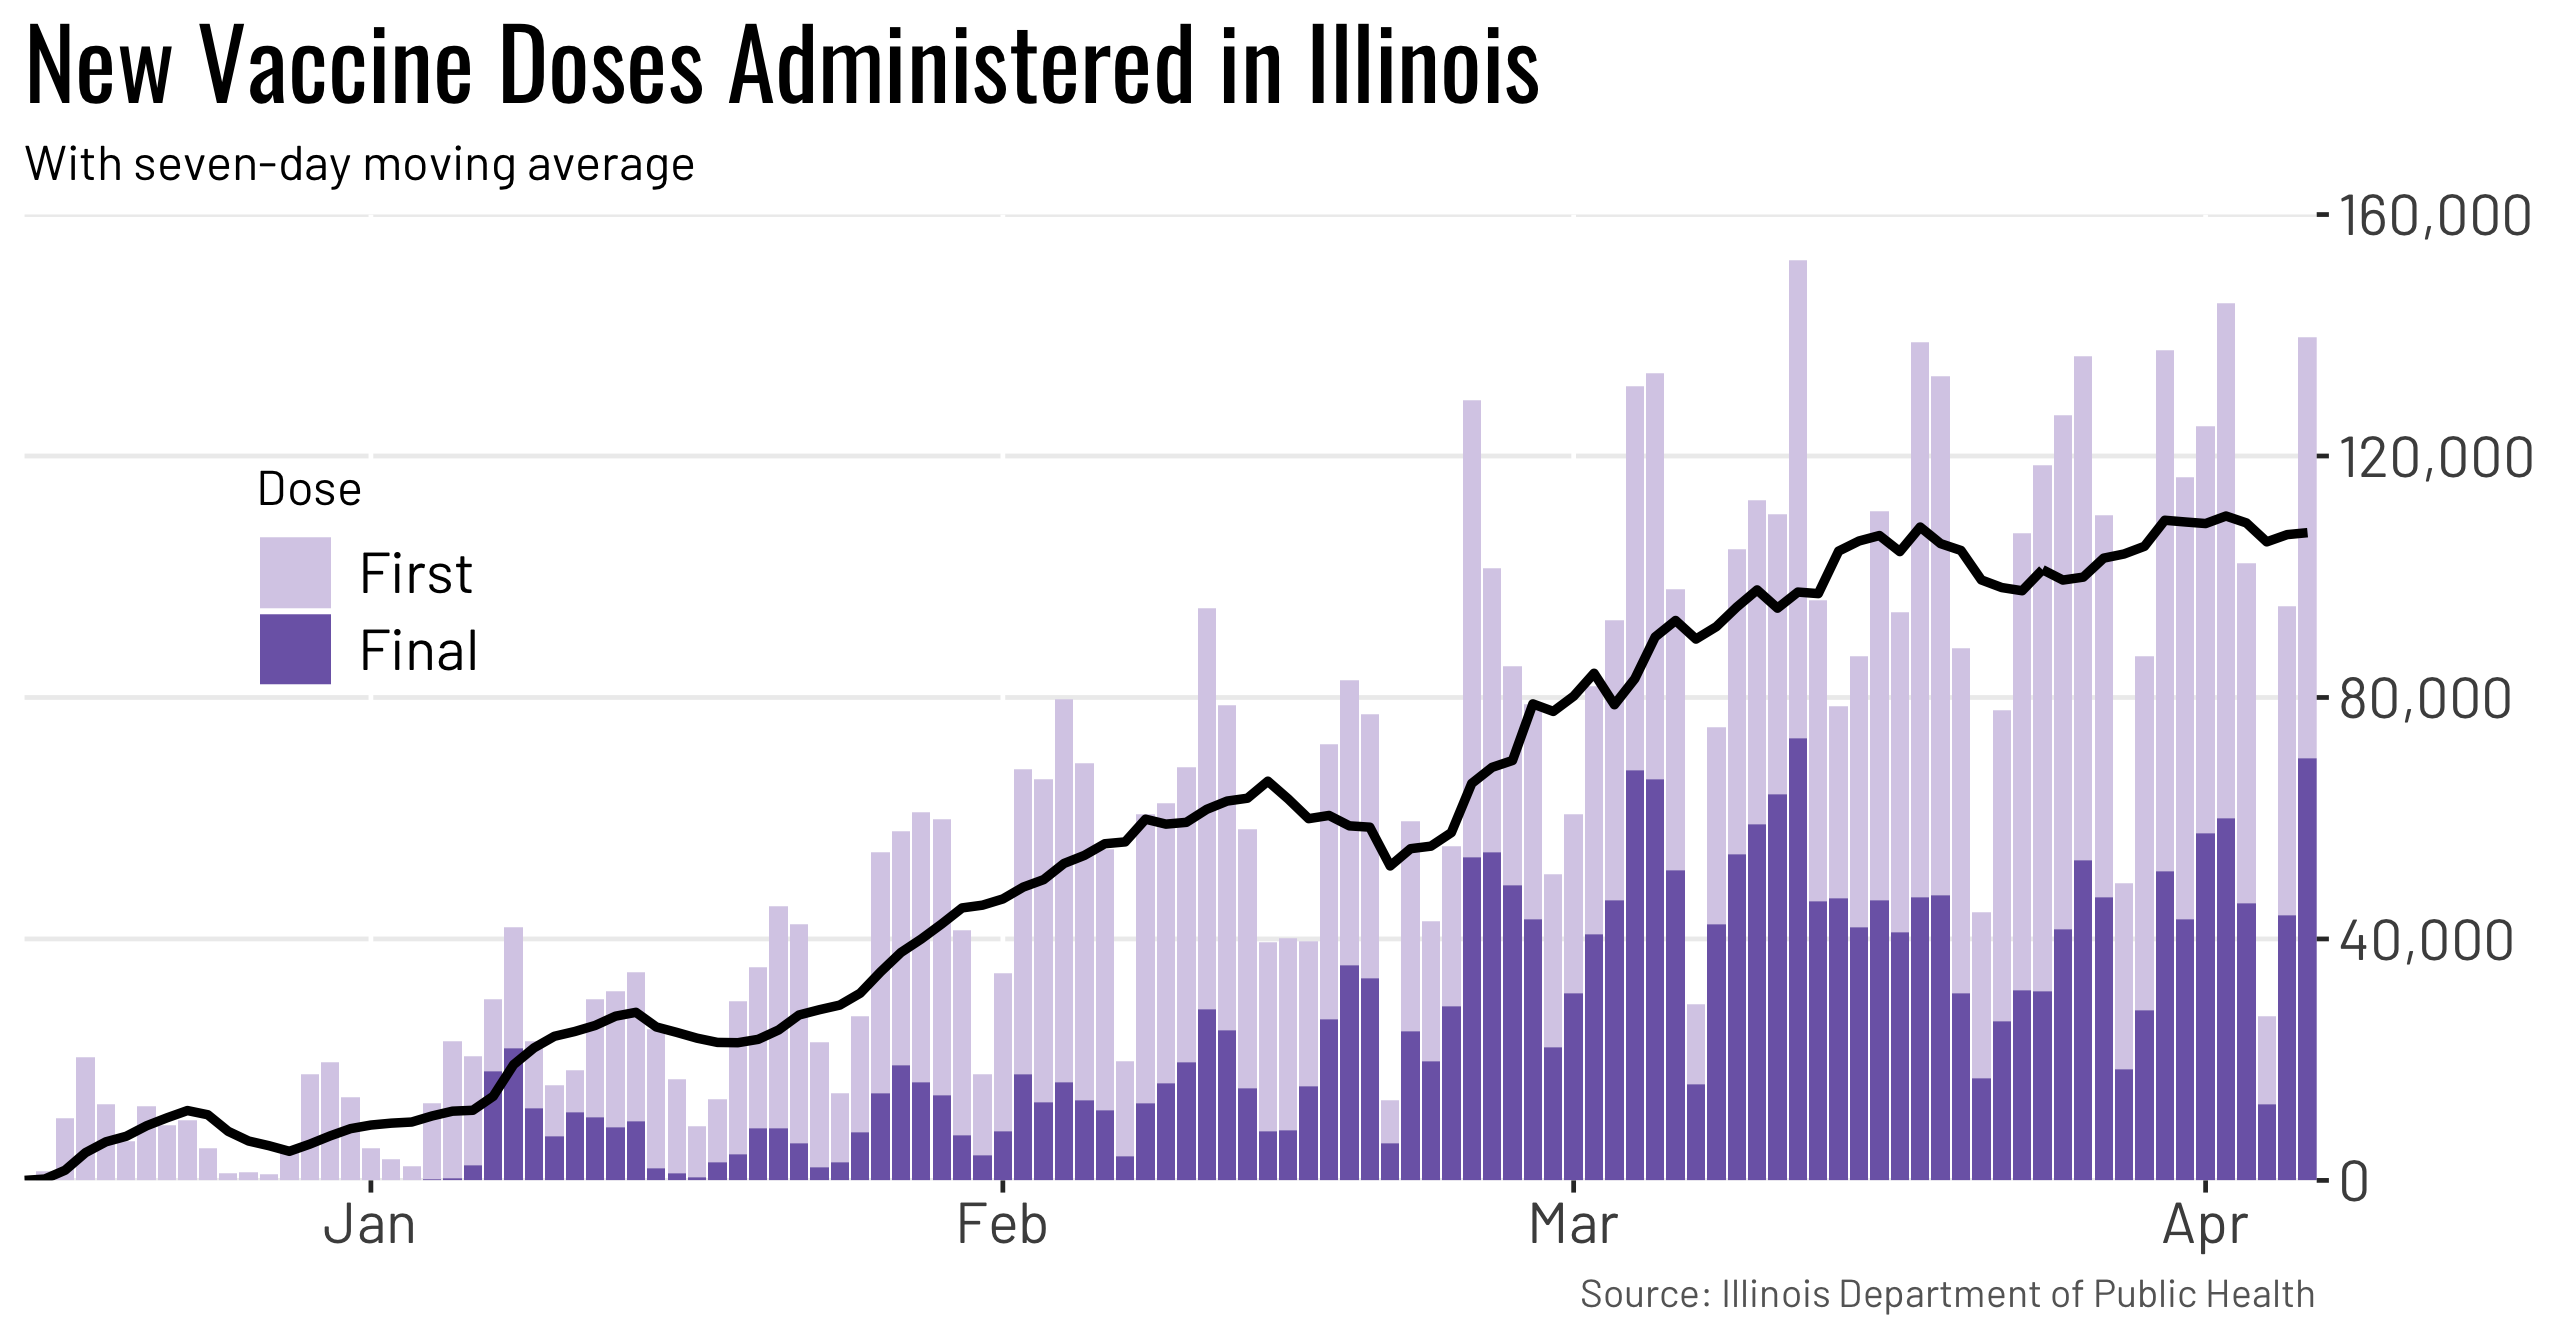 New Vaccine Doses Administered in Illinois
With seven-day moving average
160,000
120,000
Dose
First
Final
80,000
40,000
0
Jan Feb Mar Apr
Source: Illinois Department of Public Health